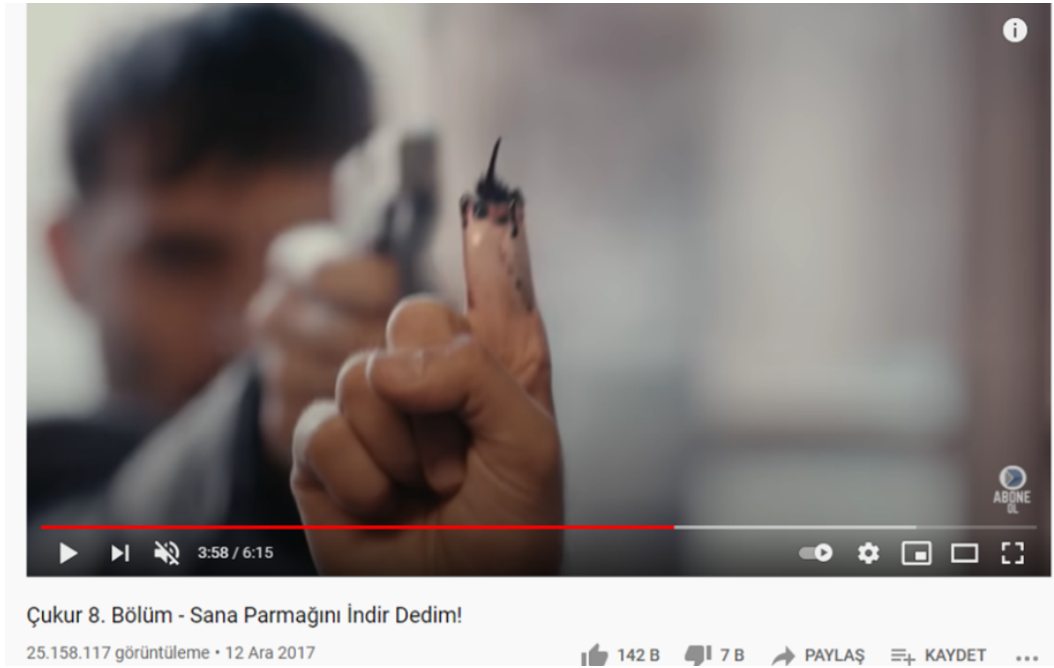 ABONE
OL
3:58 / 6:15
Çukur 8. Bölüm - Sana Parmağını İndir Dedim!
25.158.117 görüntüleme • 12 Ara 2017
142 B
7 B
PAYLAŞ
KAYDET